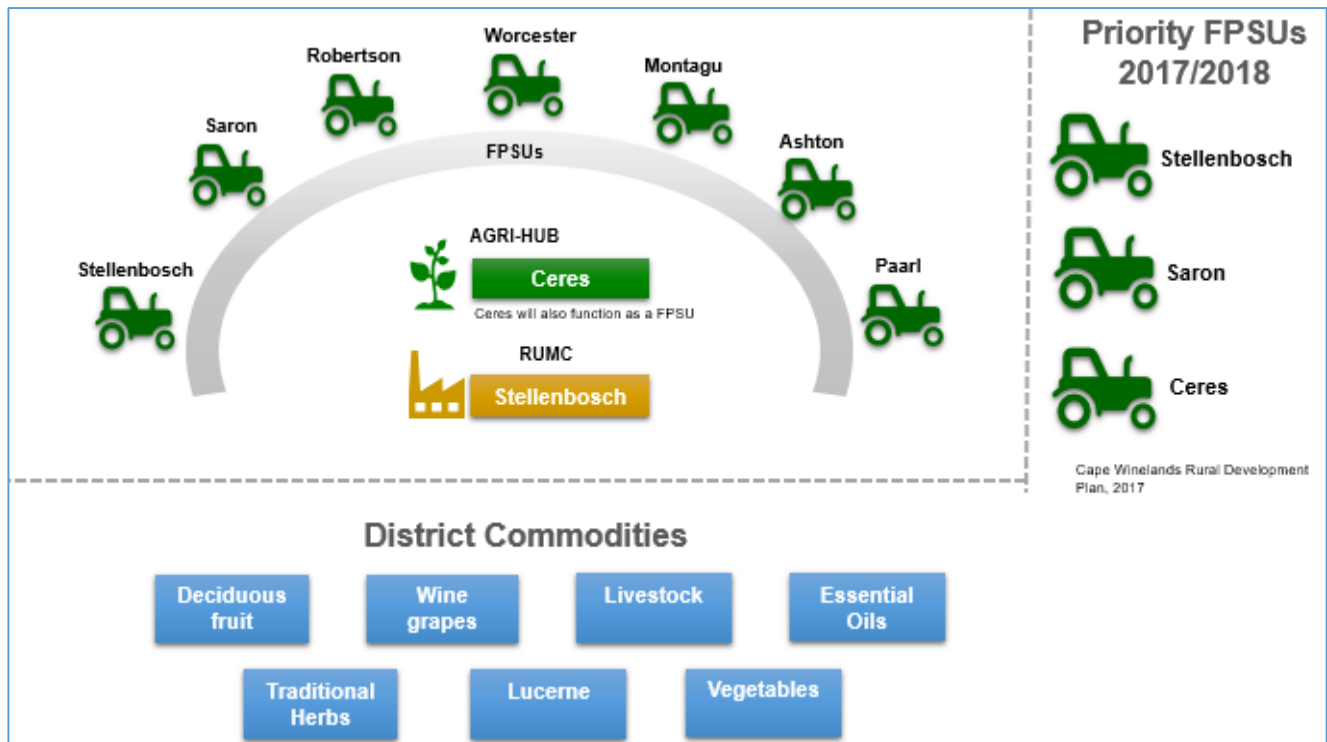 Worcester
Robertson
Montagu
Saron
FPSUs
Ashton
Stellenbosch
AGRI-HUB
Ceres
Ceres will also function as a FPSU
Paarl
RUMC
Stellenbosch
Priority FPSUs
2017/2018
Stellenbosch
Saron
Ceres
Cape Winelands Rural Development
Plan, 2017
District Commodities
Deciduous
fruit
Wine
grapes
Livestock
Essential
Oils
Traditional
Herbs
Lucerne
Vegetables